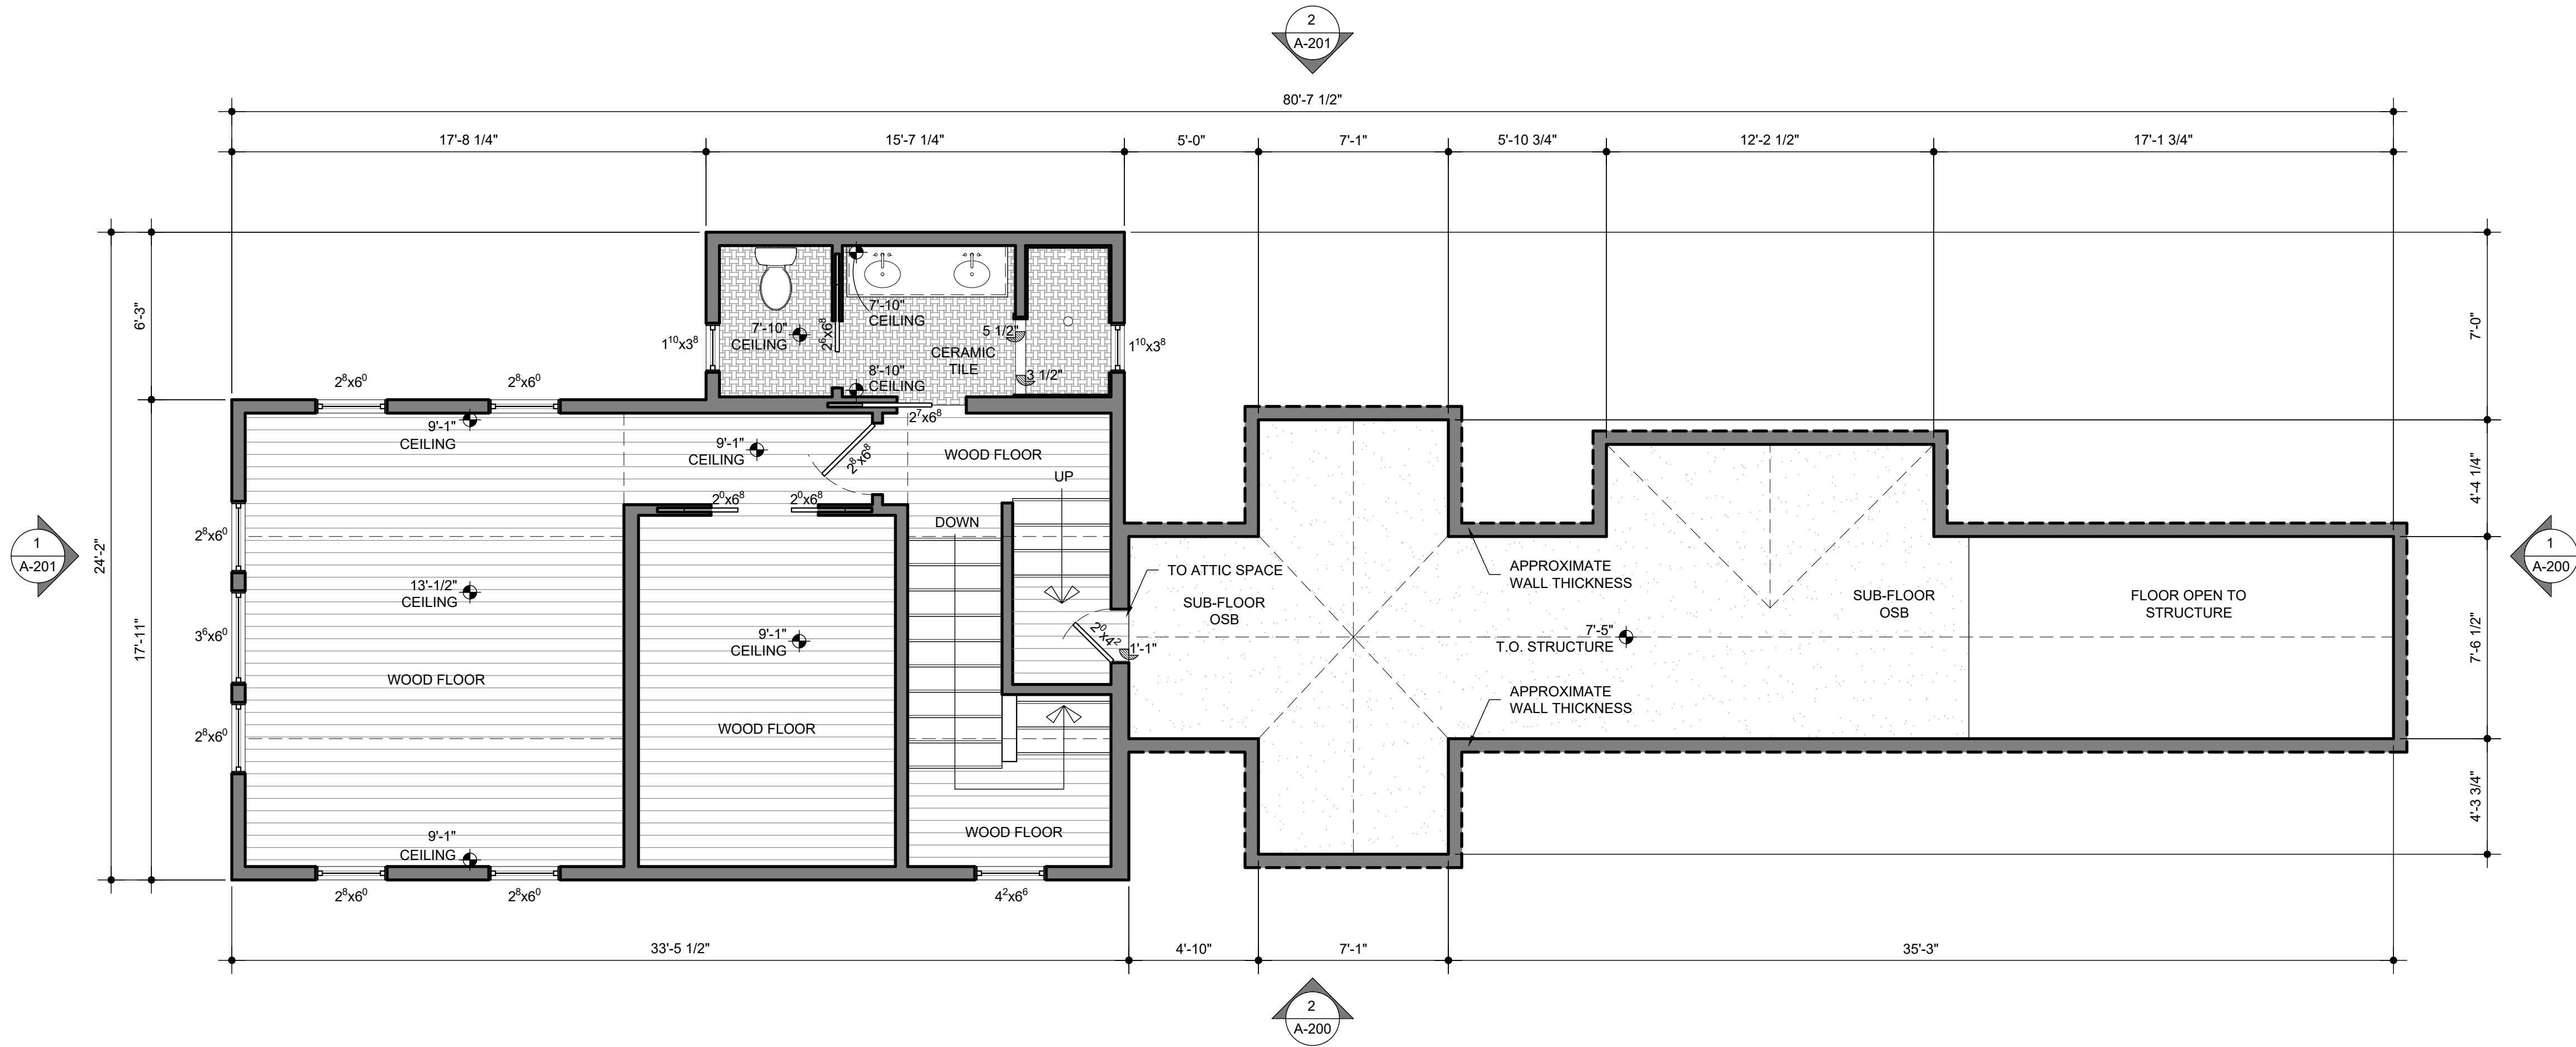 2
A-201
80'-7 1/2"
17'-8 1/4"
15'-7 1/4"
5'-0"
7'-1"
5'-10 3/4"
12'-2 1/2"
17'-1 3/4"
6'-3"
24'-2"
17'-11"
7'-0"
4'-4 1/4"
7'-6 1/2"
4'-3 3/4"
1
A-201
1
A-200
1¹⁰x3⁸
7'-10"
CEILING
2⁶x6⁸
7'-10"
CEILING
5 1/2"
CERAMIC
TILE
3 1/2"
8'-10"
CEILING
1¹⁰x3⁸
2⁸x6⁰
2⁸x6⁰
2⁷x6⁸
9'-1"
CEILING
9'-1"
CEILING
2⁸x6⁸
WOOD FLOOR
UP
2⁰x6⁸
2⁰x6⁸
DOWN
2⁸x6⁰
13'-1/2"
CEILING
3⁶x6⁰
WOOD FLOOR
2⁸x6⁰
9'-1"
CEILING
WOOD FLOOR
2⁰x4²
1'-1"
TO ATTIC SPACE
SUB-FLOOR
OSB
APPROXIMATE
WALL THICKNESS
7'-5"
T.O. STRUCTURE
SUB-FLOOR
OSB
FLOOR OPEN TO
STRUCTURE
APPROXIMATE
WALL THICKNESS
9'-1"
CEILING
WOOD FLOOR
2⁸x6⁰
2⁸x6⁰
4²x6⁶
33'-5 1/2"
4'-10"
7'-1"
35'-3"
2
A-200